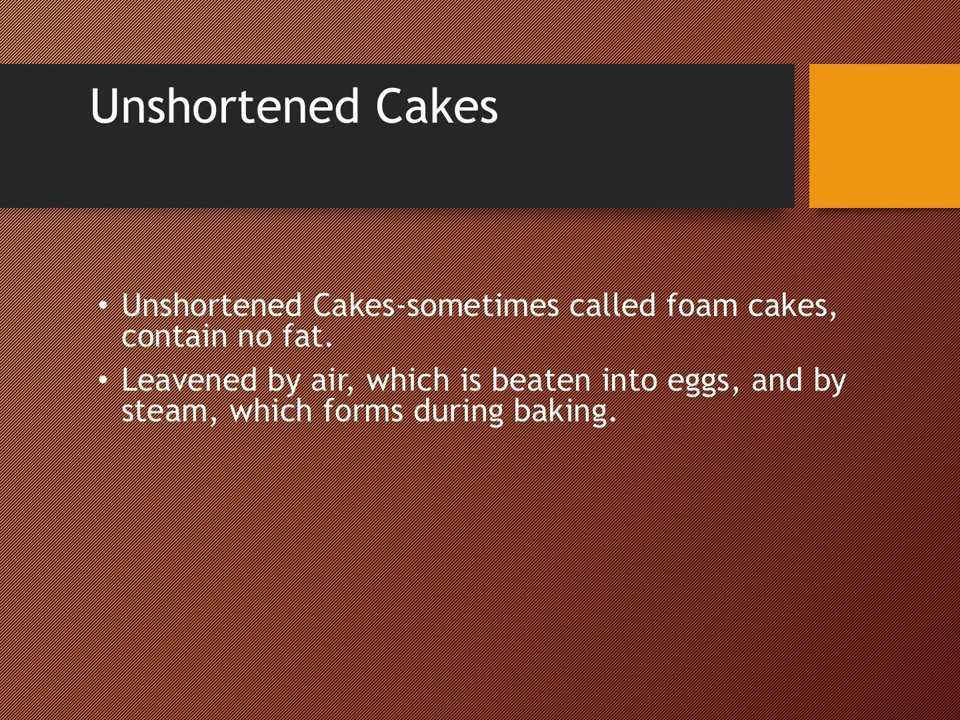 Unshortened Cakes
• Unshortened Cakes-sometimes called foam cakes,
contain no fat.
• Leavened by air, which is beaten into eggs, and by
steam, which forms during baking.